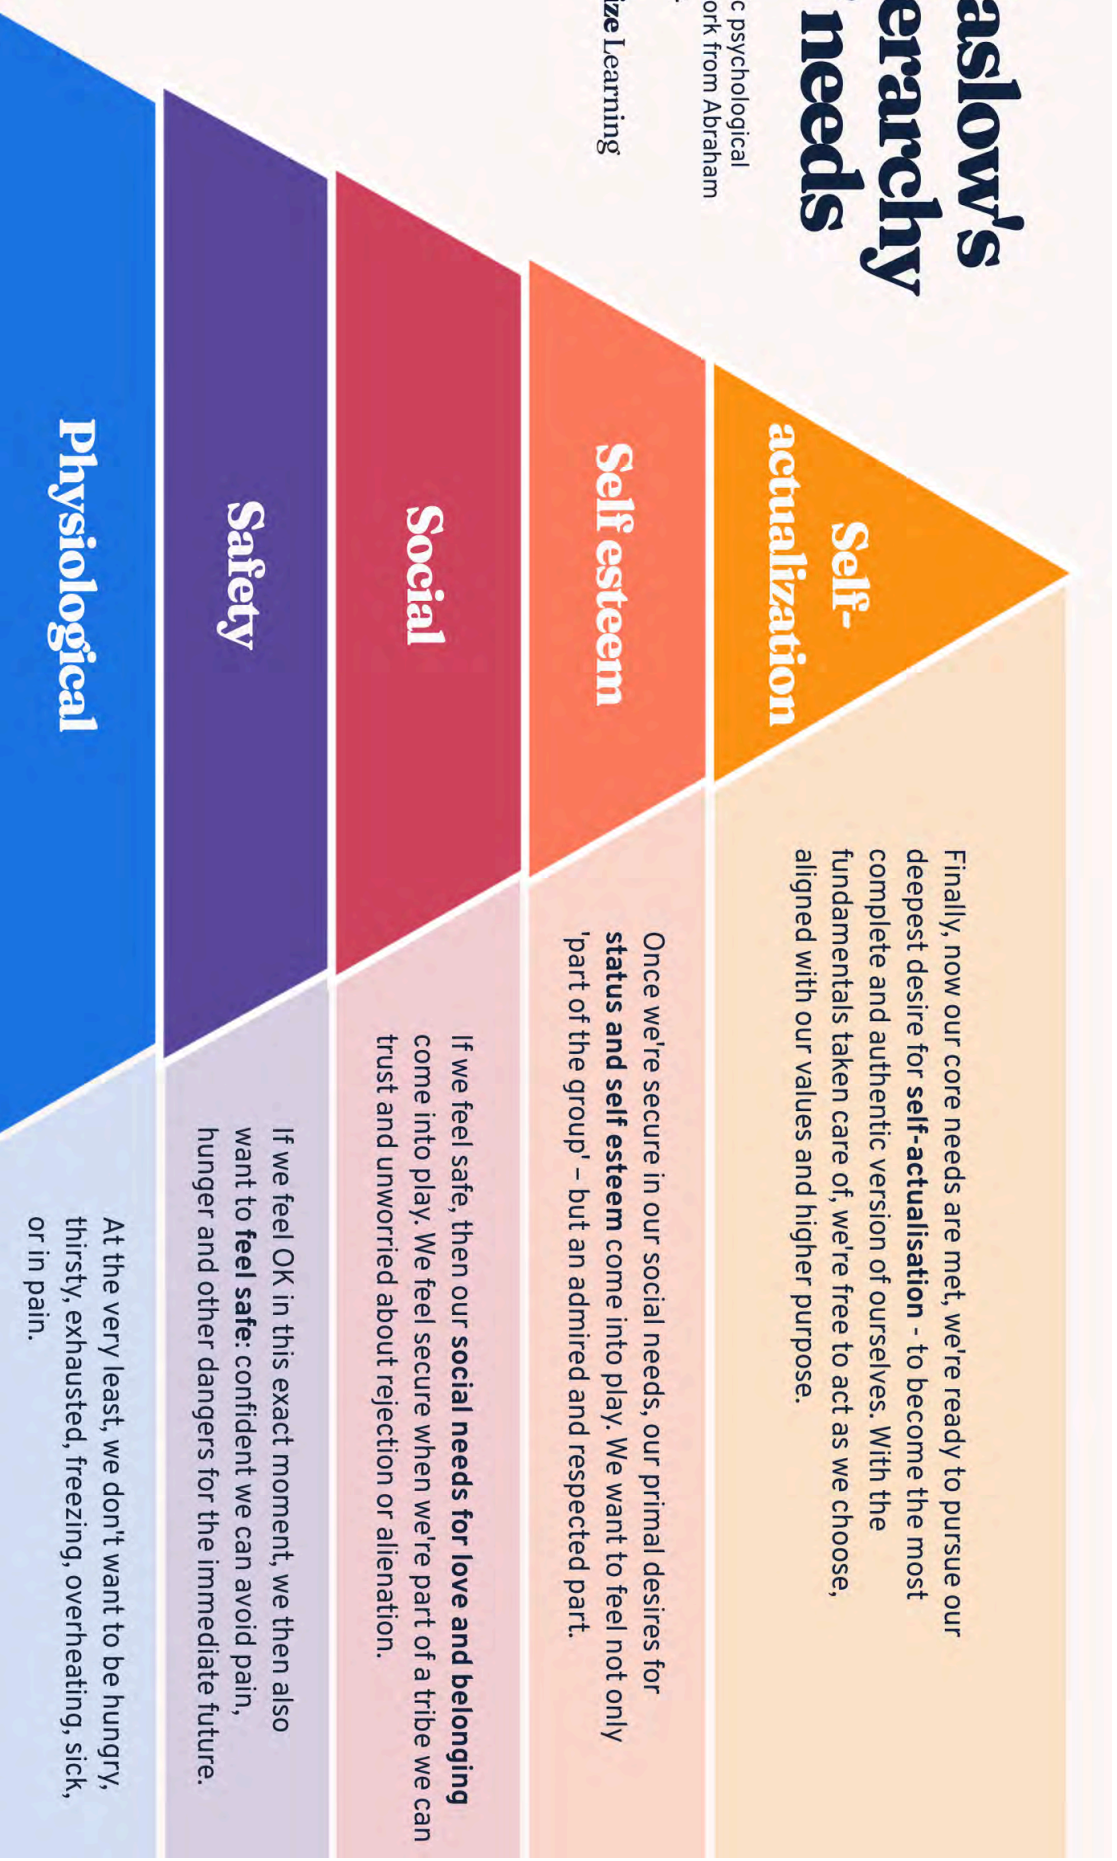 aslow's
erarchy
needs
c psychological
ork from Abraham
ize Learning
Self-
actualization
Finally, now our core needs are met, we're ready to pursue our
deepest desire for self-actualisation - to become the most
complete and authentic version of ourselves. With the
fundamentals taken care of, we're free to act as we choose,
aligned with our values and higher purpose.
Self esteem
Once we're secure in our social needs, our primal desires for
status and self esteem come into play. We want to feel not only
'part of the group' – but an admired and respected part.
Social
If we feel safe, then our social needs for love and belonging
come into play. We feel secure when we're part of a tribe we can
trust and unworried about rejection or alienation.
Safety
If we feel OK in this exact moment, we then also
want to feel safe: confident we can avoid pain,
hunger and other dangers for the immediate future.
Physiological
At the very least, we don't want to be hungry,
thirsty, exhausted, freezing, overheating, sick,
or in pain.